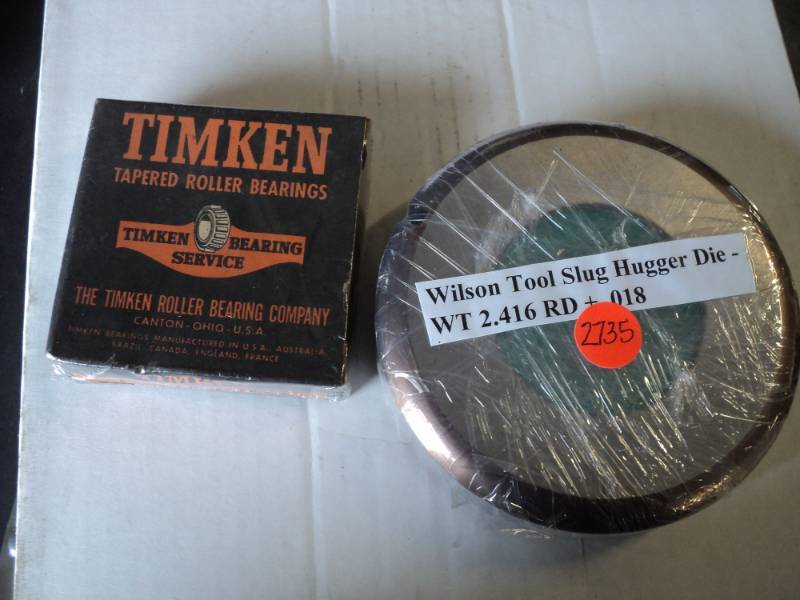 TIMKEN
TAPERED ROLLER BEARINGS
TIMKEN BEARING
SERVICE
THE TIMKEN ROLLER BEARING COMPANY
CANTON - OHIO - U.S.A.
TIMKEN BEARINGS MANUFACTURED IN U.S.A., AUSTRALIA,
BRAZIL, CANADA, ENGLAND, FRANCE
Wilson Tool Slug Hugger Die -
WT 2.416 RD + .018
2735